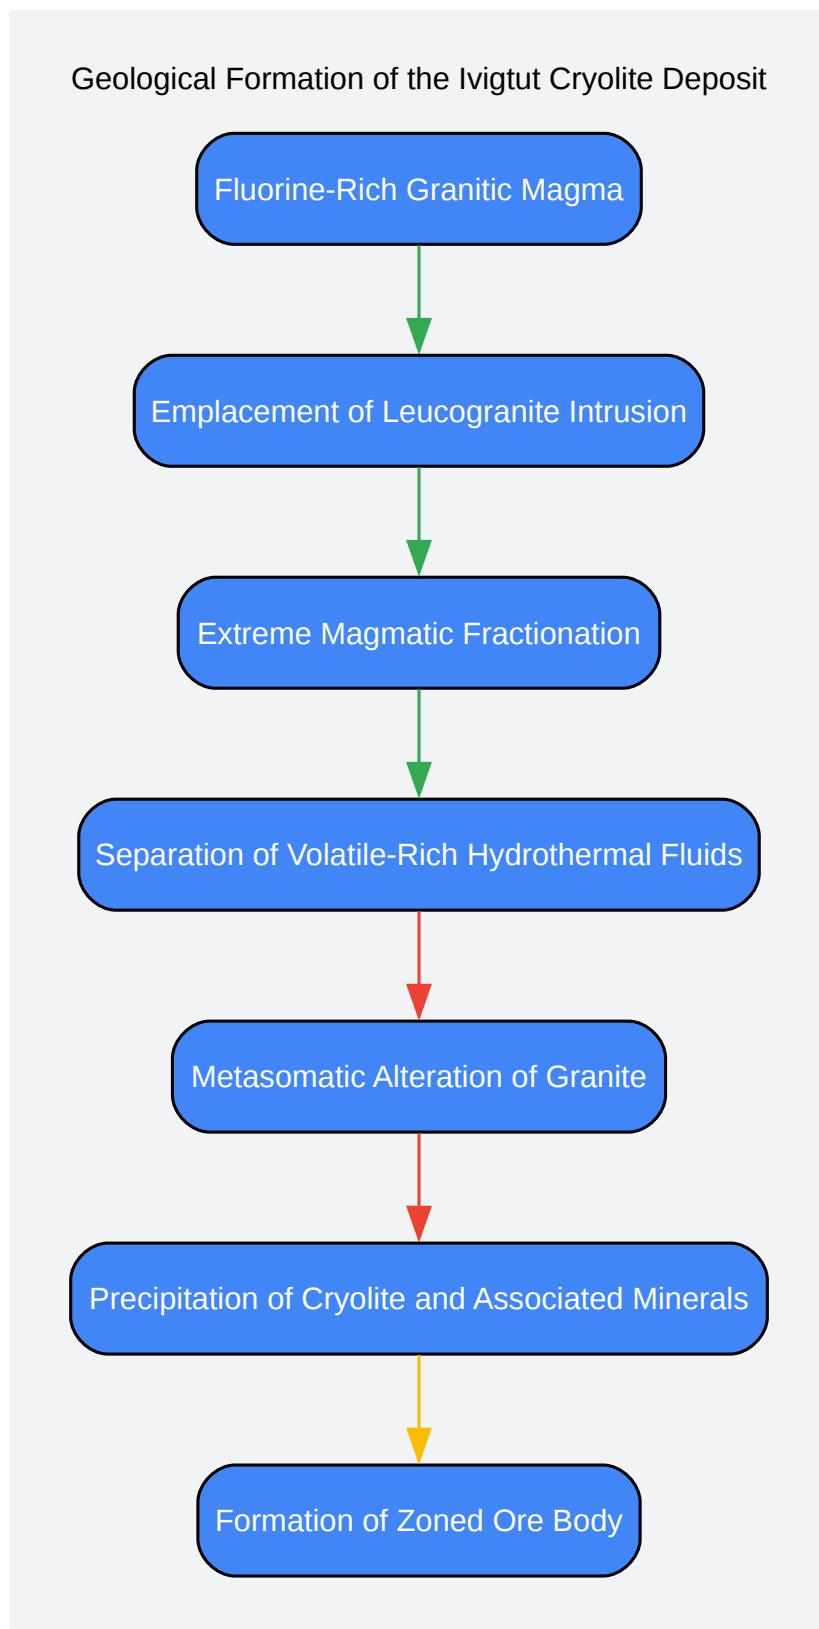 Geological Formation of the Ivigtut Cryolite Deposit
Fluorine-Rich Granitic Magma
Emplacement of Leucogranite Intrusion
Extreme Magmatic Fractionation
Separation of Volatile-Rich Hydrothermal Fluids
Metasomatic Alteration of Granite
Precipitation of Cryolite and Associated Minerals
Formation of Zoned Ore Body